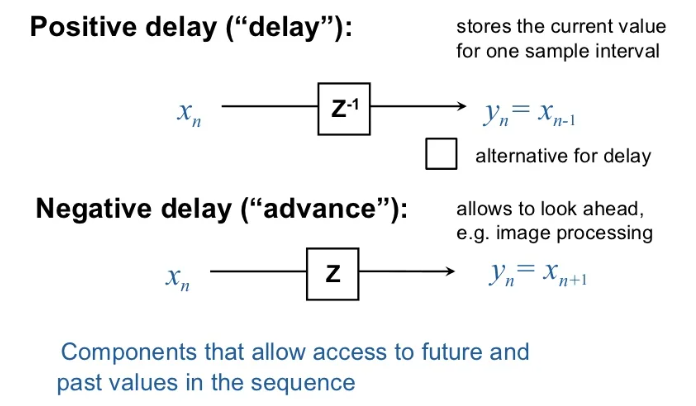 Positive delay (“delay”):
stores the current value
for one sample interval
xₙ
Z⁻¹
yₙ= xₙ₋₁
alternative for delay
Negative delay (“advance”):
allows to look ahead,
e.g. image processing
xₙ
Z
yₙ= xₙ₊₁
Components that allow access to future and
past values in the sequence